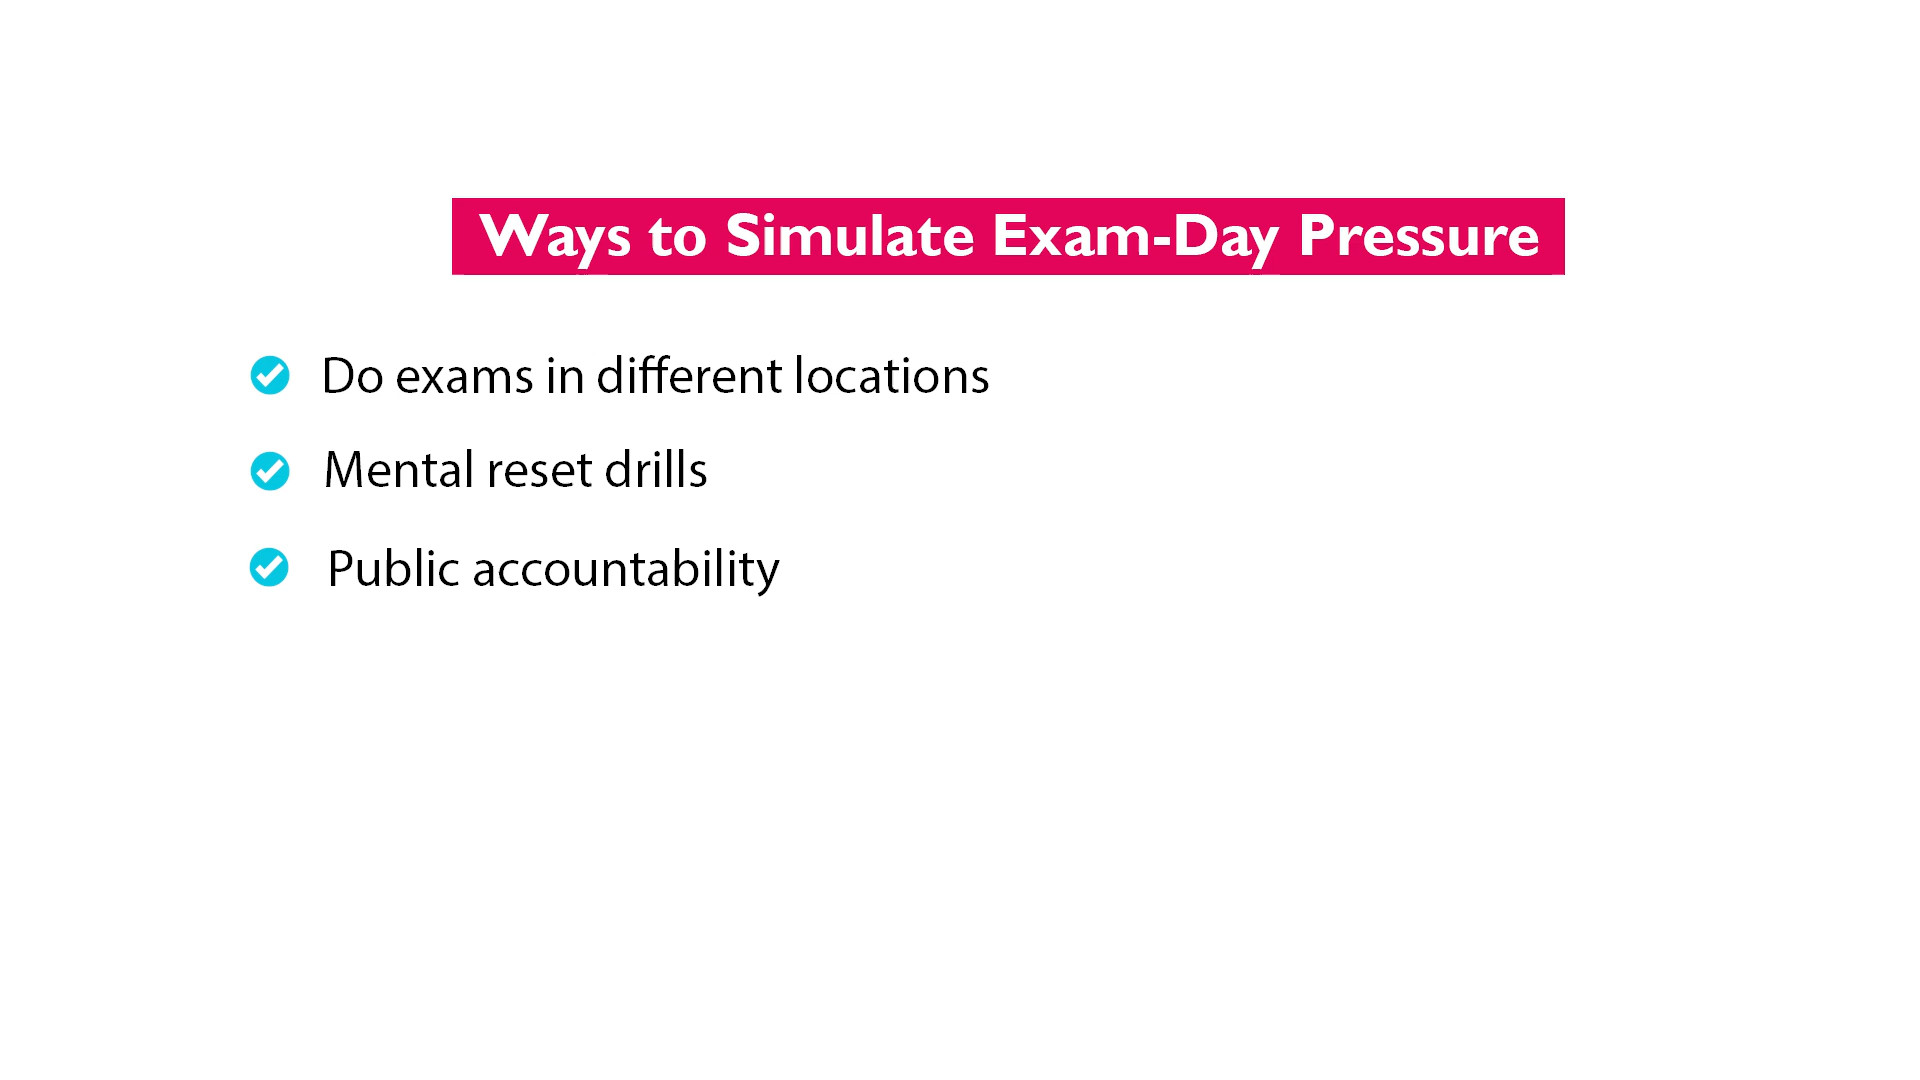 Ways to Simulate Exam-Day Pressure
Do exams in different locations
Mental reset drills
Public accountability